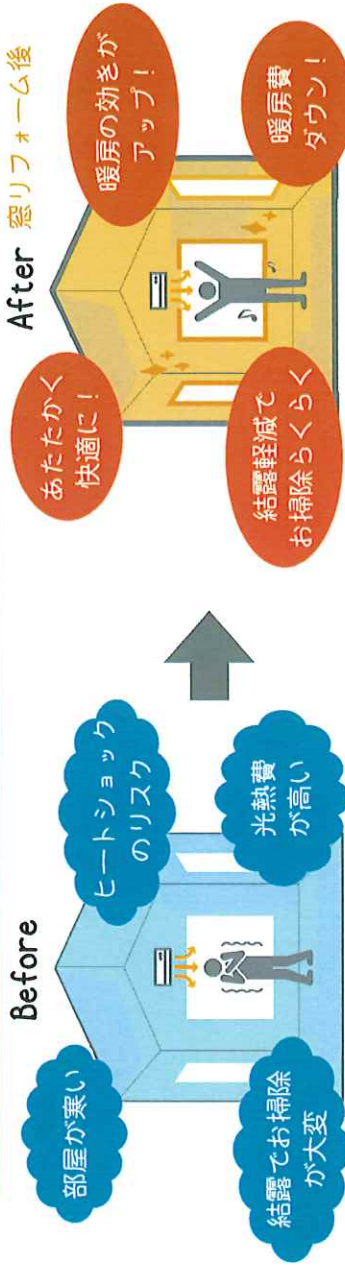 Before
部屋が寒い
ヒートショック
のリスク
結露でお掃除
が大変
光熱費
が高い
After 窓リフォーム後
あたたかく
快適に！
暖房の効きが
アップ！
結露軽減で
お掃除らくらく
暖房費
ダウン！